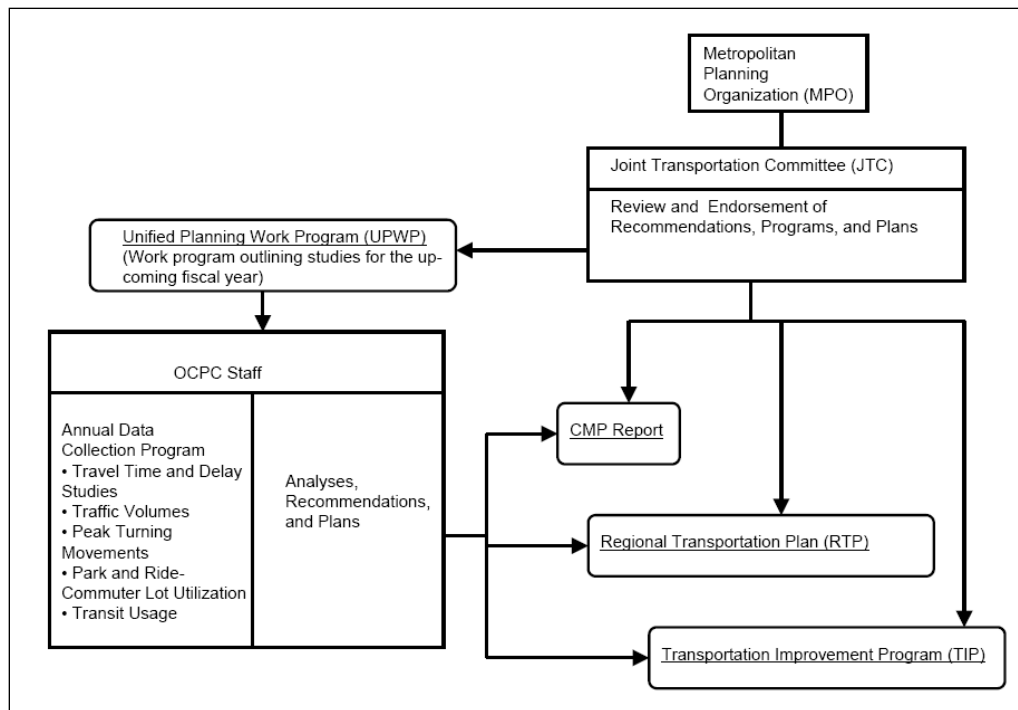 Metropolitan
Planning
Organization (MPO)
Joint Transportation Committee (JTC)
Review and Endorsement of
Recommendations, Programs, and Plans
Unified Planning Work Program (UPWP)
(Work program outlining studies for the up-
coming fiscal year)
OCPC Staff
Annual Data
Collection Program
• Travel Time and Delay
Studies
• Traffic Volumes
• Peak Turning
Movements
• Park and Ride-
Commuter Lot Utilization
• Transit Usage
Analyses,
Recommendations,
and Plans
CMP Report
Regional Transportation Plan (RTP)
Transportation Improvement Program (TIP)